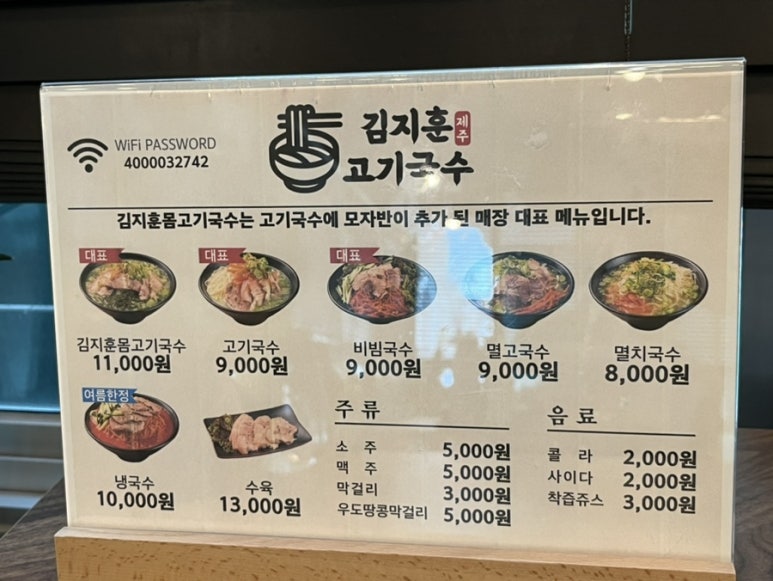 WiFi PASSWORD
4000032742
김지훈 제주
고기국수
김지훈몸고기국수는 고기국수에 모자반이 추가 된 매장 대표 메뉴입니다.
대표
김지훈몸고기국수
11,000원
대표
고기국수
9,000원
대표
비빔국수
9,000원
멸고국수
9,000원
멸치국수
8,000원
여름한정
냉국수
10,000원
수육
13,000원
주류
소주 5,000원
맥주 5,000원
막걸리 3,000원
우도땅콩막걸리 5,000원
음료
콜라 2,000원
사이다 2,000원
착즙쥬스 3,000원